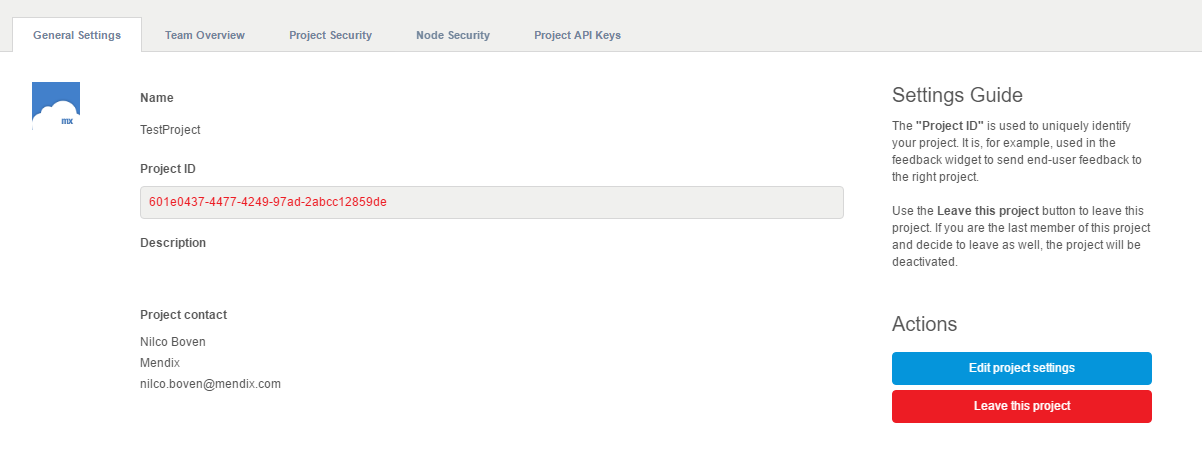 General Settings
Team Overview
Project Security
Node Security
Project API Keys
mx
Name
TestProject
Project ID
601e0437-4477-4249-97ad-2abcc12859de
Description
Project contact
Nilco Boven
Mendix
nilco.boven@mendix.com
Settings Guide
The "Project ID" is used to uniquely identify
your project. It is, for example, used in the
feedback widget to send end-user feedback to
the right project.
Use the Leave this project button to leave this
project. If you are the last member of this project
and decide to leave as well, the project will be
deactivated.
Actions
Edit project settings
Leave this project